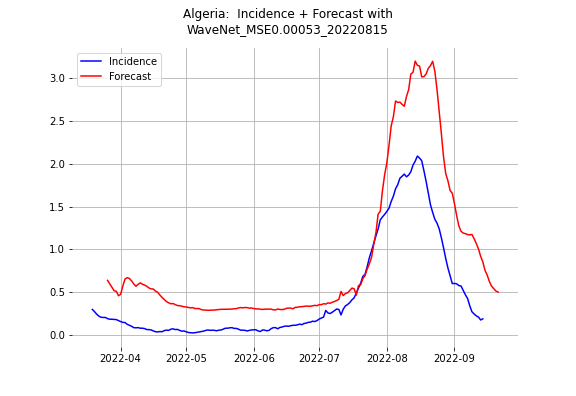 Algeria:  Incidence + Forecast with
WaveNet_MSE0.00053_20220815
Incidence
Forecast
3.0
2.5
2.0
1.5
1.0
0.5
0.0
2022-04 2022-05 2022-06 2022-07 2022-08 2022-09